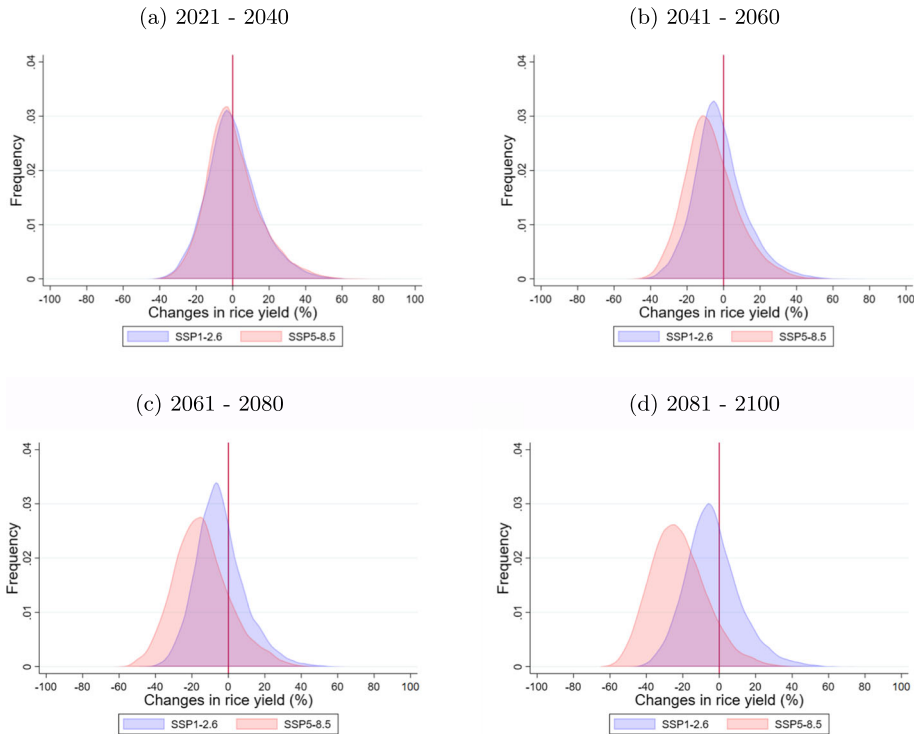 (a) 2021 - 2040
Frequency
.04
.03
.02
.01
0
-100 -80 -60 -40 -20 0 20 40 60 80 100
Changes in rice yield (%)
SSP1-2.6 SSP5-8.5
(b) 2041 - 2060
Frequency
.04
.03
.02
.01
0
-100 -80 -60 -40 -20 0 20 40 60 80 100
Changes in rice yield (%)
SSP1-2.6 SSP5-8.5
(c) 2061 - 2080
Frequency
.04
.03
.02
.01
0
-100 -80 -60 -40 -20 0 20 40 60 80 100
Changes in rice yield (%)
SSP1-2.6 SSP5-8.5
(d) 2081 - 2100
Frequency
.04
.03
.02
.01
0
-100 -80 -60 -40 -20 0 20 40 60 80 100
Changes in rice yield (%)
SSP1-2.6 SSP5-8.5